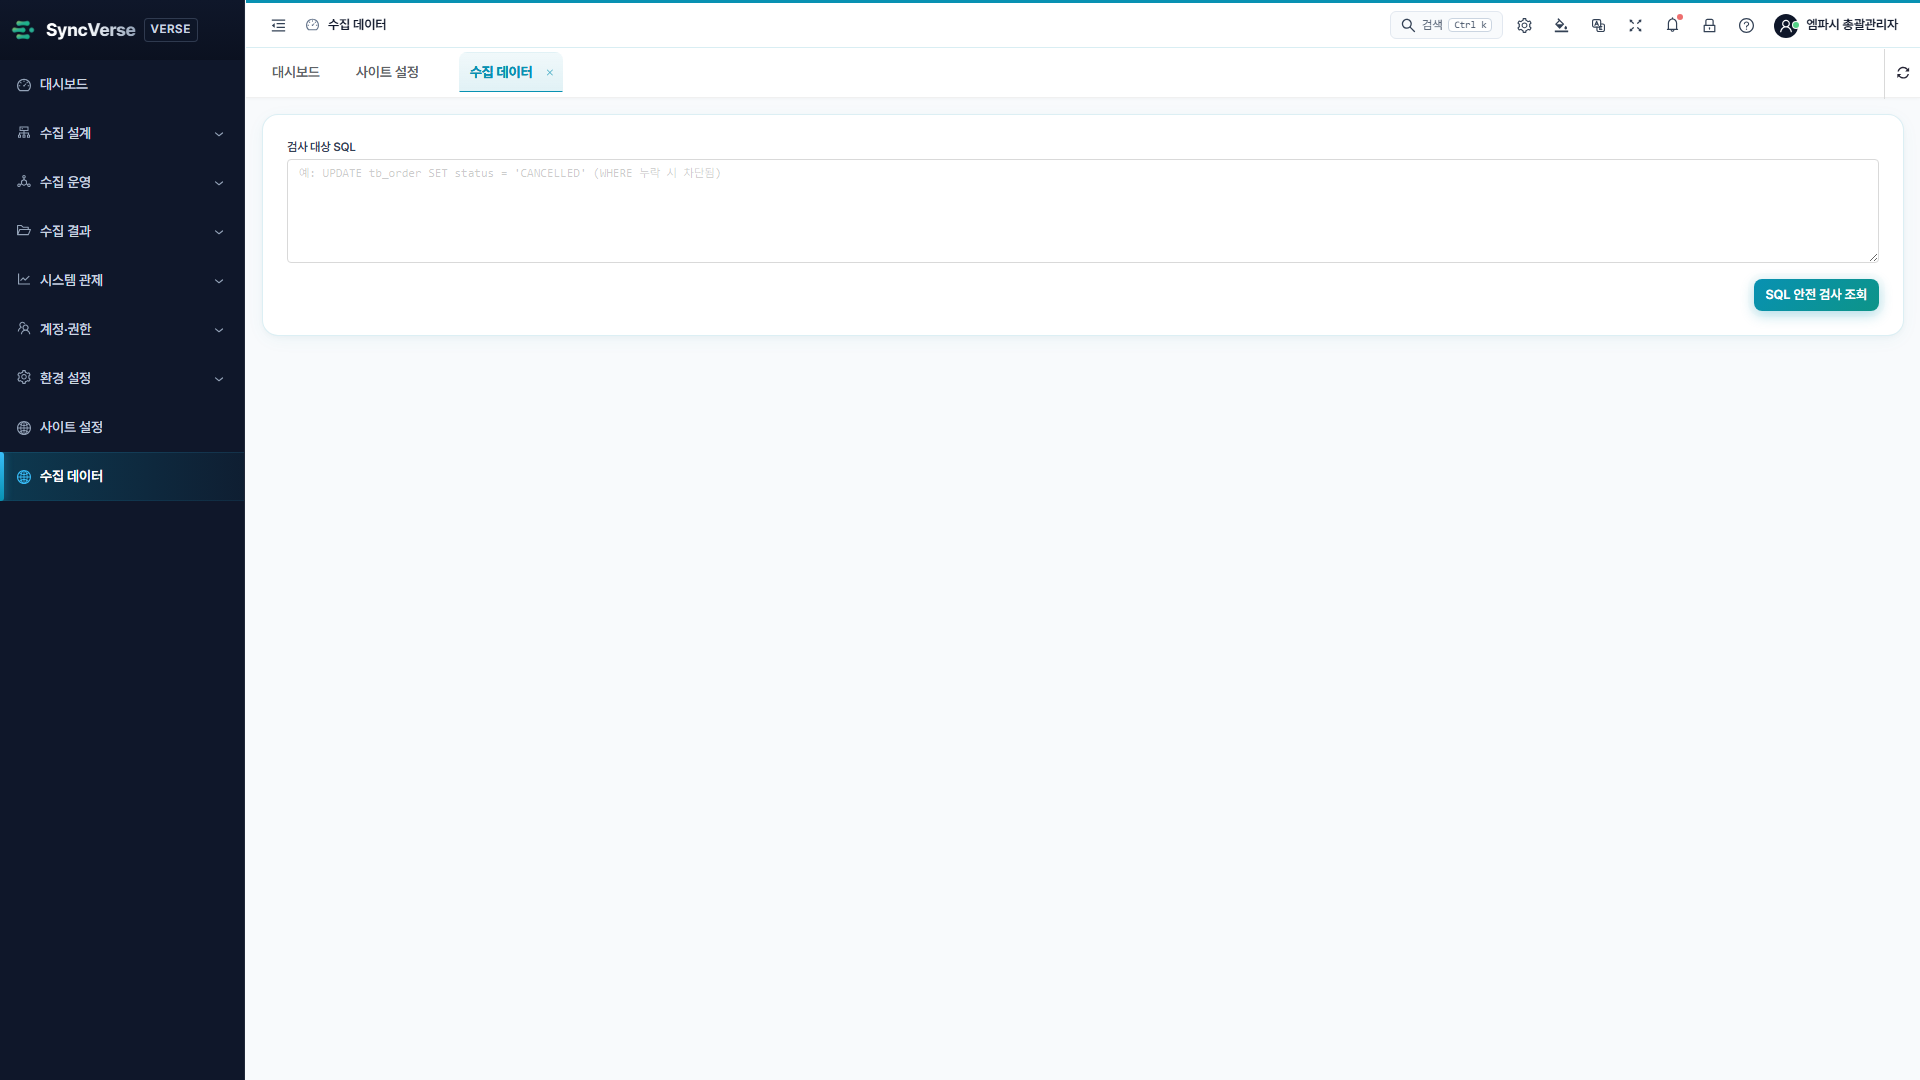 SyncVerse VERSE
수집 데이터
검색 Ctrl k
엠파시 총괄관리자
대시보드
사이트 설정
수집 데이터 ×
대시보드
수집 설계
수집 운영
수집 결과
시스템 관제
계정·권한
환경 설정
사이트 설정
수집 데이터
검사 대상 SQL
예: UPDATE tb_order SET status = 'CANCELLED' (WHERE 누락 시 차단됨)
SQL 안전 검사 조회